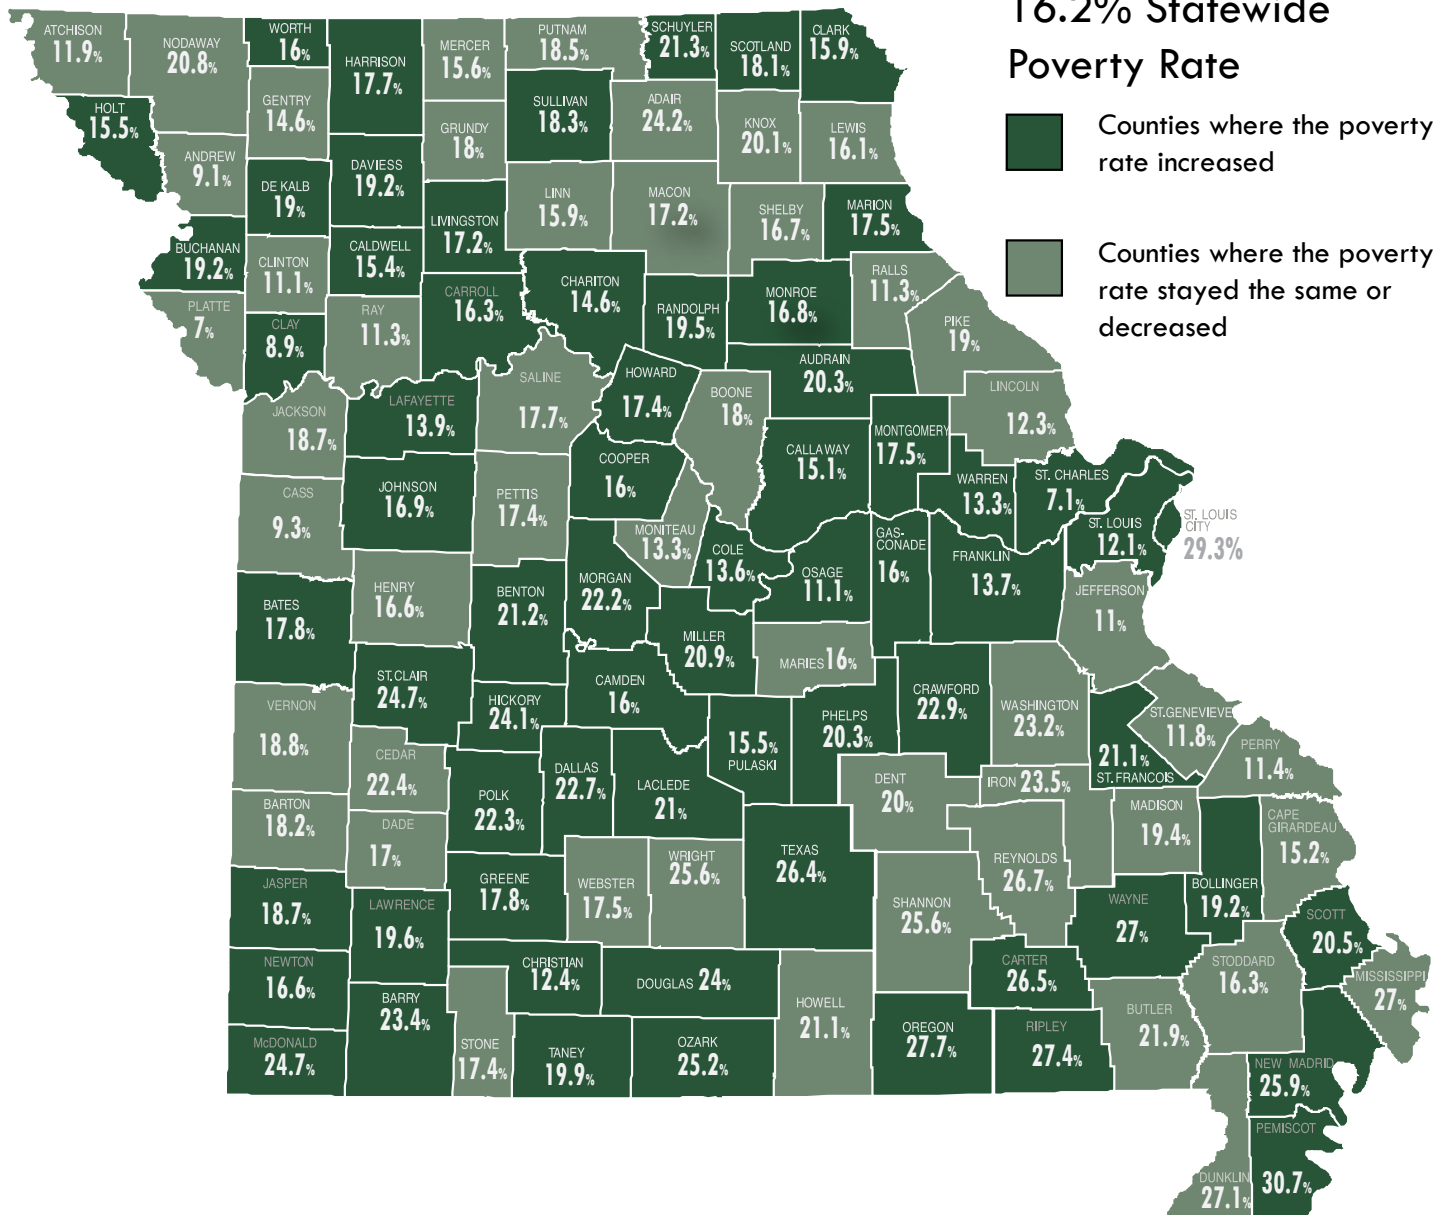 16.2% Statewide
Poverty Rate
Counties where the poverty
rate increased
Counties where the poverty
rate stayed the same or
decreased
ATCHISON
11.9%
NODAWAY
20.8%
WORTH
16%
HARRISON
17.7%
MERCER
15.6%
PUTNAM
18.5%
SCHUYLER
21.3%
SCOTLAND
18.1%
CLARK
15.9%
HOLT
15.5%
GENTRY
14.6%
SULLIVAN
18.3%
ADAIR
24.2%
KNOX
20.1%
LEWIS
16.1%
ANDREW
9.1%
DE KALB
19%
DAVIESS
19.2%
GRUNDY
18%
LINN
15.9%
MACON
17.2%
SHELBY
16.7%
MARION
17.5%
BUCHANAN
19.2%
CLINTON
11.1%
CALDWELL
15.4%
LIVINGSTON
17.2%
CHARITON
14.6%
RANDOLPH
19.5%
MONROE
16.8%
RALLS
11.3%
PIKE
19%
PLATTE
7%
CLAY
8.9%
RAY
11.3%
CARROLL
16.3%
AUDRAIN
20.3%
LINCOLN
12.3%
JACKSON
18.7%
LAFAYETTE
13.9%
SALINE
17.7%
HOWARD
17.4%
BOONE
18%
CALLAWAY
15.1%
MONTGOMERY
17.5%
WARREN
13.3%
ST. CHARLES
7.1%
ST. LOUIS
12.1%
ST. LOUIS
CITY
29.3%
CASS
9.3%
JOHNSON
16.9%
PETTIS
17.4%
COOPER
16%
MONITEAU
13.3%
COLE
13.6%
OSAGE
11.1%
GAS-
CONADE
16%
FRANKLIN
13.7%
JEFFERSON
11%
BATES
17.8%
HENRY
16.6%
BENTON
21.2%
MORGAN
22.2%
MILLER
20.9%
MARIES 16%
ST.CLAIR
24.7%
HICKORY
24.1%
CAMDEN
16%
15.5%
PULASKI
PHELPS
20.3%
CRAWFORD
22.9%
WASHINGTON
23.2%
21.1%
ST.FRANCOIS
ST.GENEVIEVE
11.8%
PERRY
11.4%
VERNON
18.8%
CEDAR
22.4%
POLK
22.3%
DALLAS
22.7%
LACLEDE
21%
DENT
20%
IRON 23.5%
MADISON
19.4%
CAPE
GIRARDEAU
15.2%
BARTON
18.2%
DADE
17%
GREENE
17.8%
WEBSTER
17.5%
WRIGHT
25.6%
TEXAS
26.4%
REYNOLDS
26.7%
SHANNON
25.6%
WAYNE
27%
BOLLINGER
19.2%
SCOTT
20.5%
JASPER
18.7%
LAWRENCE
19.6%
CHRISTIAN
12.4%
DOUGLAS 24%
HOWELL
21.1%
CARTER
26.5%
STODDARD
16.3%
MISSISSIPPI
27%
NEWTON
16.6%
BARRY
23.4%
STONE
17.4%
TANEY
19.9%
OZARK
25.2%
OREGON
27.7%
RIPLEY
27.4%
BUTLER
21.9%
McDONALD
24.7%
NEW MADRID
25.9%
PEMISCOT
30.7%
DUNKLIN
27.1%